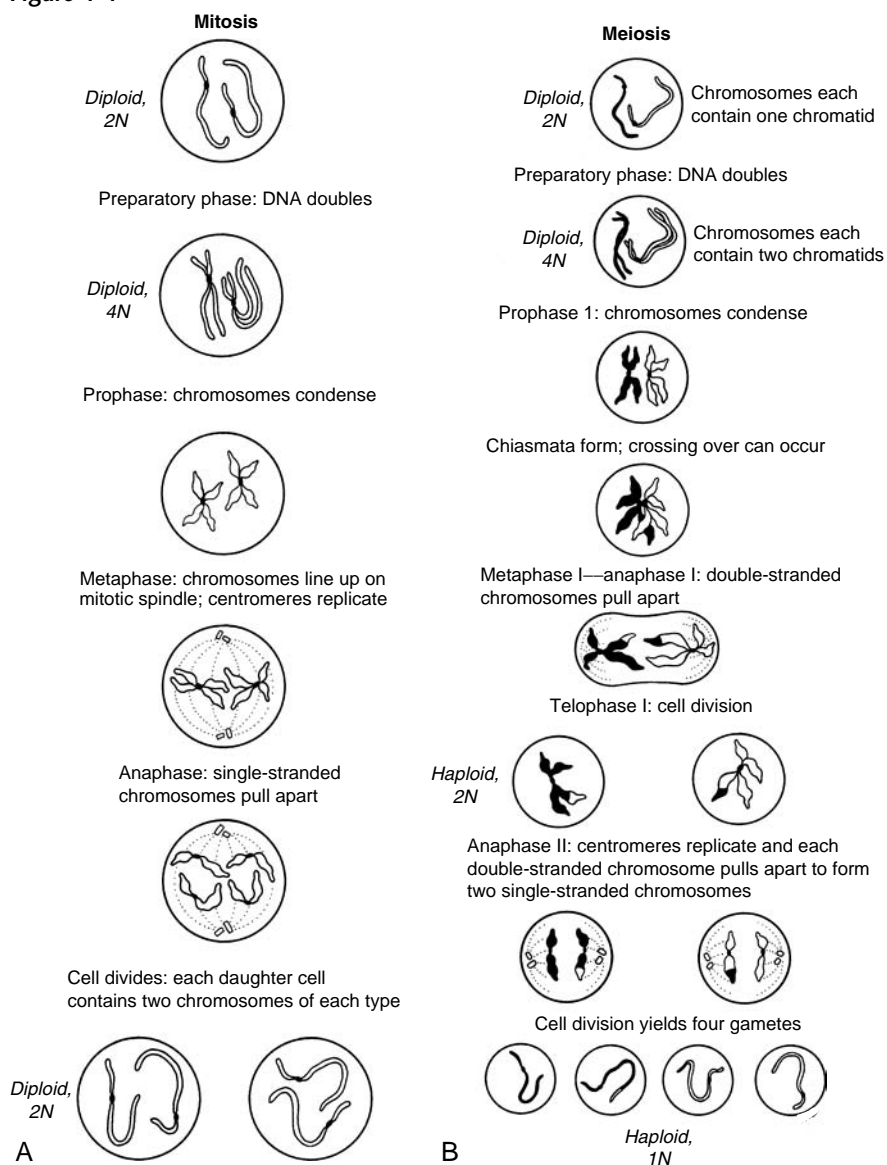 Mitosis
Diploid,
2N
Preparatory phase: DNA doubles
Diploid,
4N
Prophase: chromosomes condense
Metaphase: chromosomes line up on
mitotic spindle; centromeres replicate
Anaphase: single-stranded
chromosomes pull apart
Cell divides: each daughter cell
contains two chromosomes of each type
Diploid,
2N
A
Meiosis
Diploid,
2N
Chromosomes each
contain one chromatid
Preparatory phase: DNA doubles
Diploid,
4N
Chromosomes each
contain two chromatids
Prophase 1: chromosomes condense
Chiasmata form; crossing over can occur
Metaphase I––anaphase I: double-stranded
chromosomes pull apart
Telophase I: cell division
Haploid,
2N
Anaphase II: centromeres replicate and each
double-stranded chromosome pulls apart to form
two single-stranded chromosomes
Cell division yields four gametes
Haploid,
1N
B